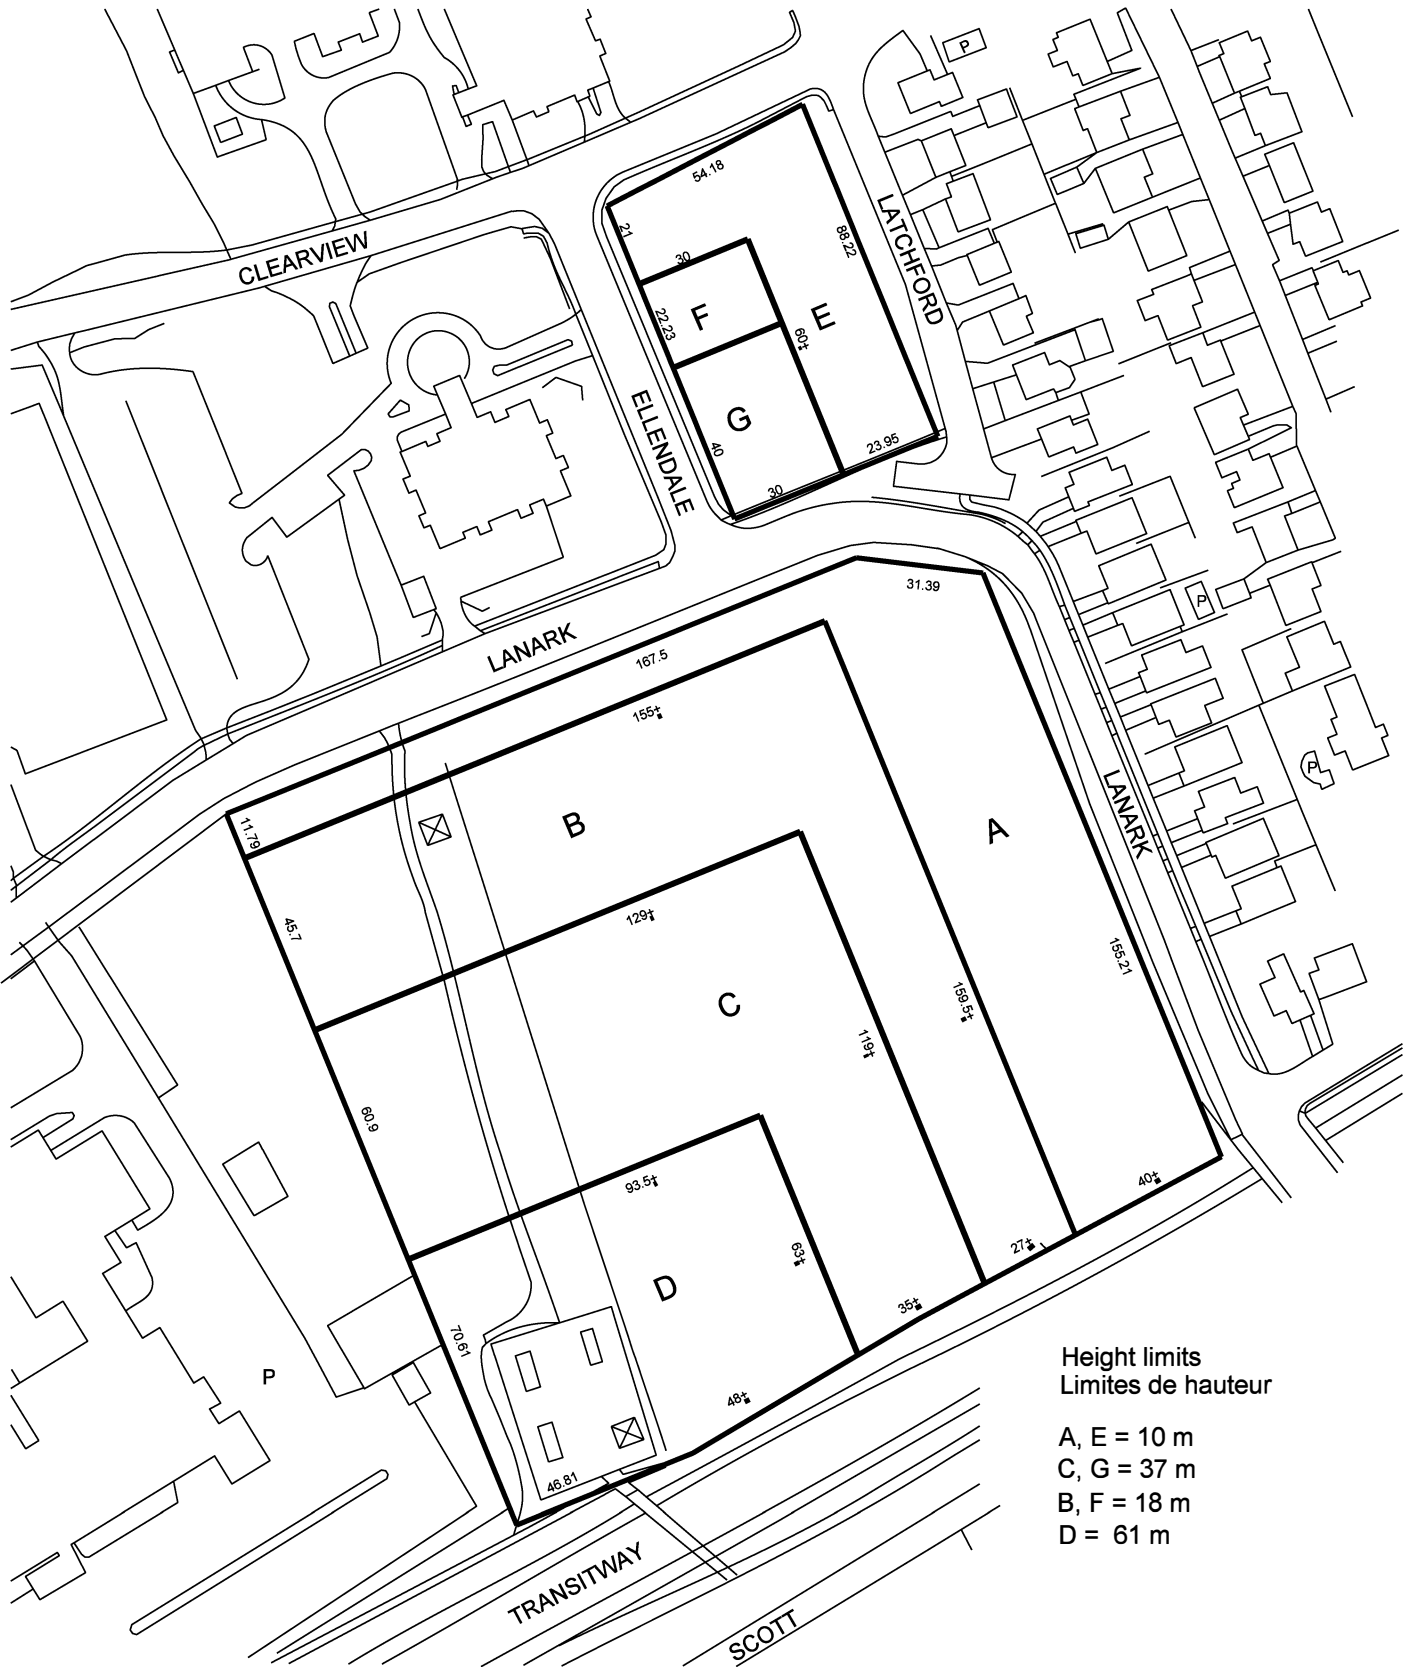 P
54.18
LATCHFORD
21
88.22
CLEARVIEW
30
22.23
F
E
60±
ELLENDALE
G
40
23.95
30
31.39
P
LANARK
167.5
155±
P
LANARK
11.79
B
A
129±
45.7
155.21
C
159.5±
119±
60.9
93.5±
40±
63±
27±
D
35±
70.61
P
48±
46.81
Height limits
Limites de hauteur
A, E = 10 m
C, G = 37 m
B, F = 18 m
D = 61 m
TRANSITWAY
SCOTT